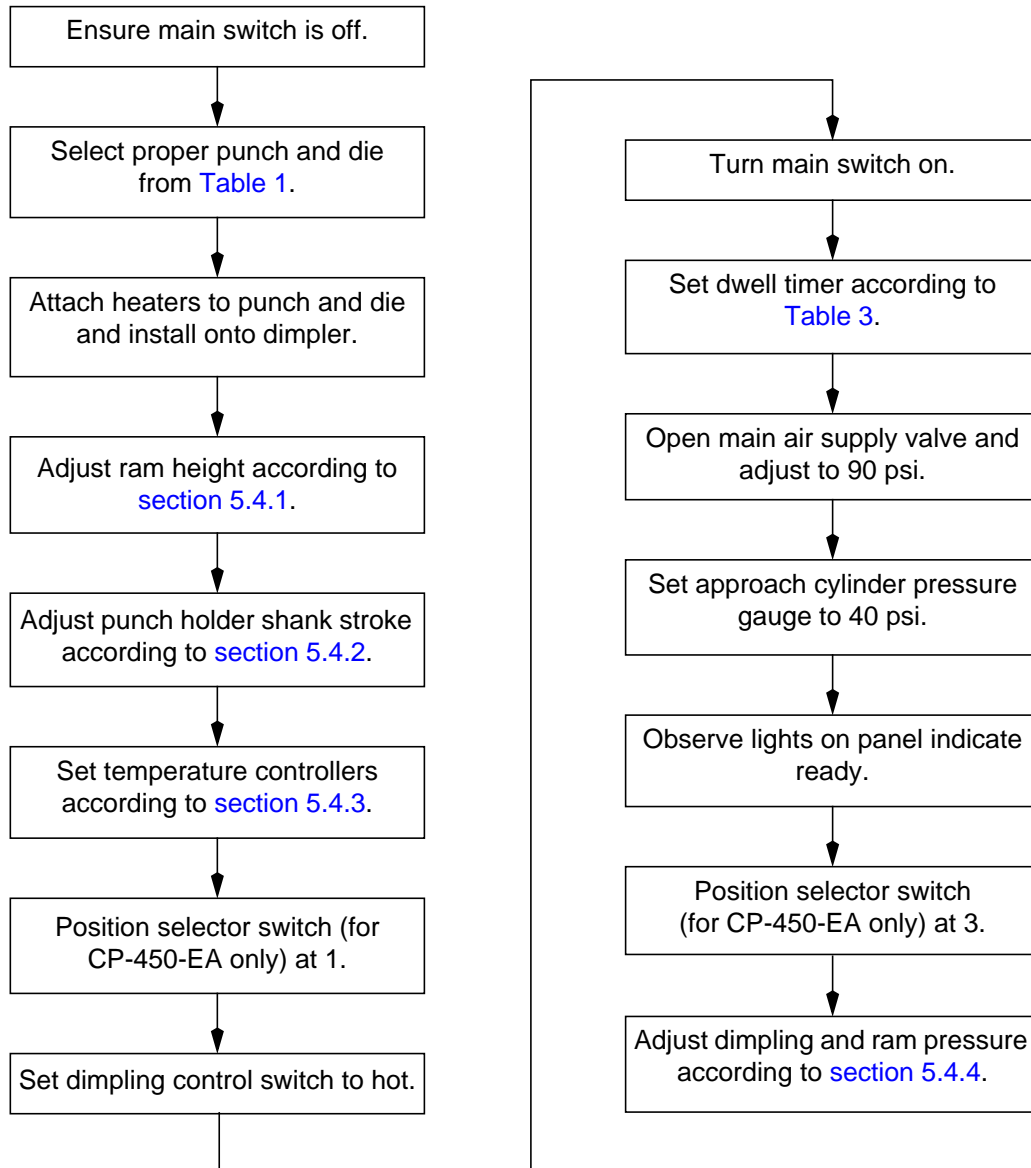 Ensure main switch is off.
Select proper punch and die
from Table 1.
Attach heaters to punch and die
and install onto dimpler.
Adjust ram height according to
section 5.4.1.
Adjust punch holder shank stroke
according to section 5.4.2.
Set temperature controllers
according to section 5.4.3.
Position selector switch (for
CP-450-EA only) at 1.
Set dimpling control switch to hot.
Turn main switch on.
Set dwell timer according to
Table 3.
Open main air supply valve and
adjust to 90 psi.
Set approach cylinder pressure
gauge to 40 psi.
Observe lights on panel indicate
ready.
Position selector switch
(for CP-450-EA only) at 3.
Adjust dimpling and ram pressure
according to section 5.4.4.